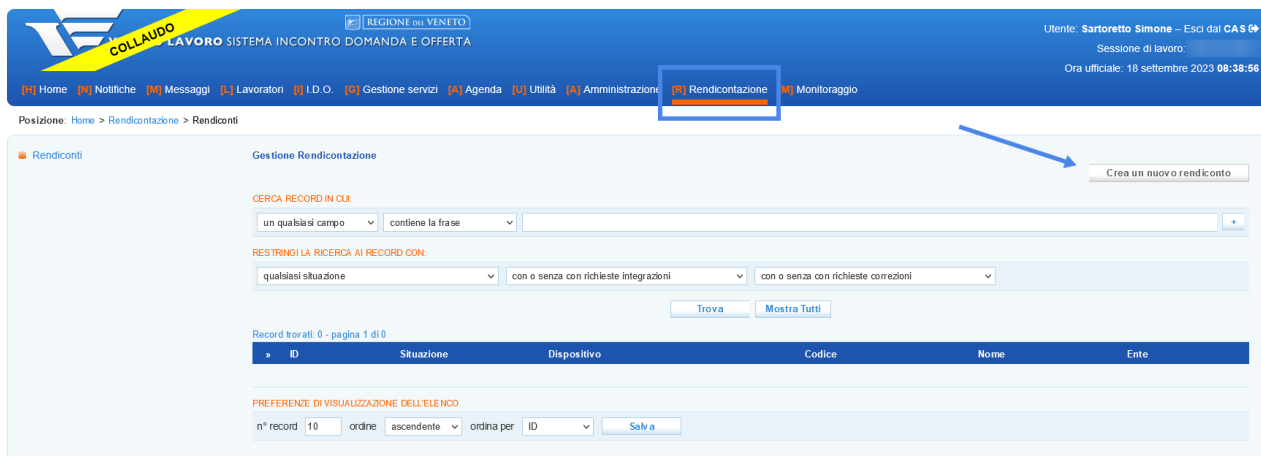 REGIONE DEL VENETO
COLLAUDO
LAVORO SISTEMA INCONTRO DOMANDA E OFFERTA
Utente: Sartoretto Simone – Esci dal CAS
Sessione di lavoro:
Ora ufficiale: 18 settembre 2023 08:38:56
[H] Home [N] Notifiche [M] Messaggi [L] Lavoratori [I] I.D.O. [G] Gestione servizi [A] Agenda [U] Utilità [A] Amministrazione [R] Rendicontazione [M] Monitoraggio
Posizione: Home > Rendicontazione > Rendiconti
Rendiconti
Gestione Rendicontazione
Crea un nuovo rendiconto
CERCA RECORD IN CUI:
un qualsiasi campo contiene la frase +
RESTRINGI LA RICERCA AI RECORD CON:
qualsiasi situazione con o senza con richieste integrazioni con o senza con richieste correzioni
Trova Mostra Tutti
Record trovati: 0 - pagina 1 di 0
» ID Situazione Dispositivo Codice Nome Ente
PREFERENZE DI VISUALIZZAZIONE DELL'ELENCO
n° record 10 ordine ascendente ordina per ID Salva